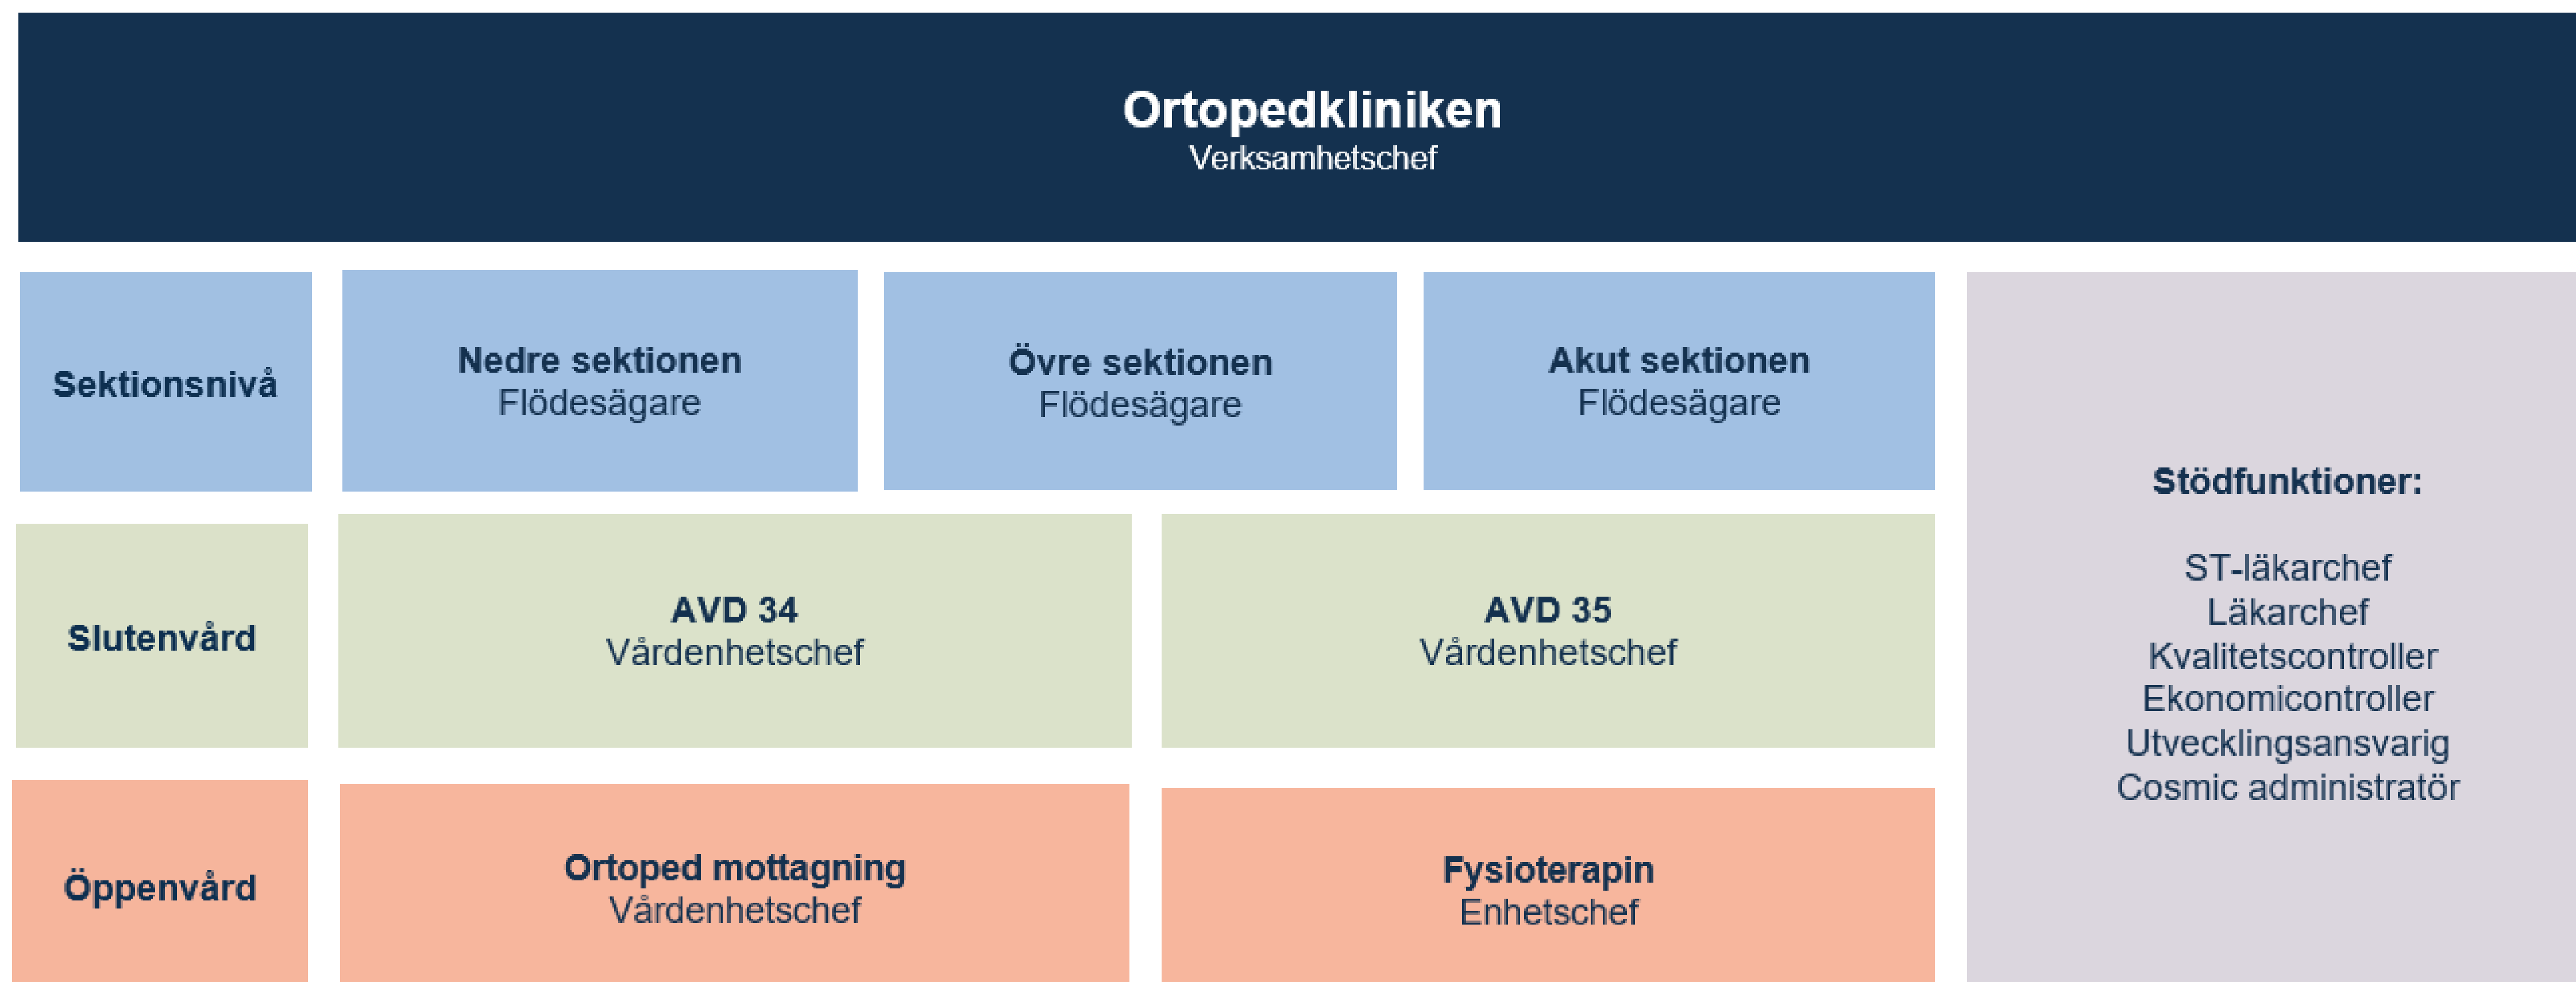 Ortopedkliniken
Verksamhetschef
Sektionsnivå
Nedre sektionen
Flödesägare
Övre sektionen
Flödesägare
Akut sektionen
Flödesägare
Slutenvård
AVD 34
Vårdenhetschef
AVD 35
Vårdenhetschef
Öppenvård
Ortoped mottagning
Vårdenhetschef
Fysioterapin
Enhetschef
Stödfunktioner:
ST-läkarchef
Läkarchef
Kvalitetscontroller
Ekonomicontroller
Utvecklingsansvarig
Cosmic administratör